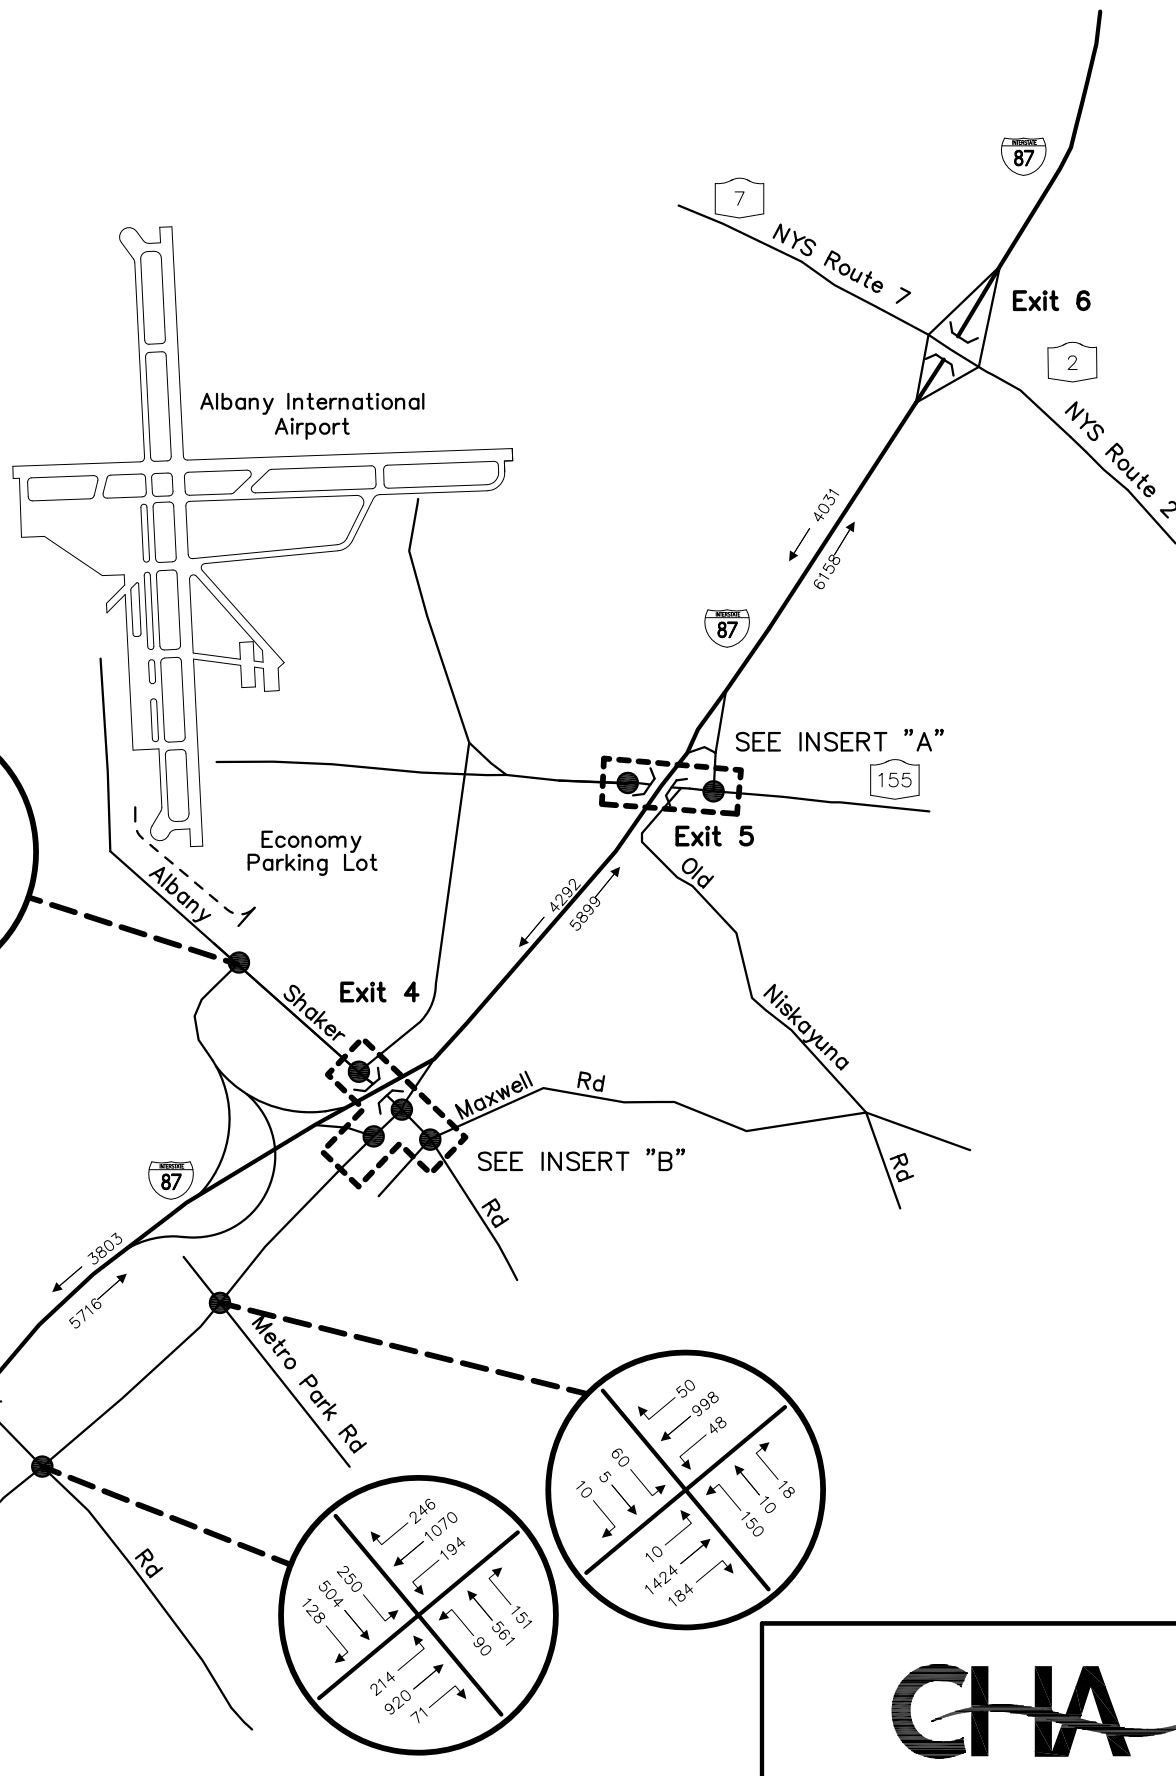 INTERSTATE
87
7
NYS Route 7
Exit 6
2
NYS Route 2
Albany International
Airport
4031
6158
INTERSTATE
87
SEE INSERT "A"
155
Exit 5
Economy
Parking Lot
Albany
Old
4292
5899
Shaker
Exit 4
Niskayuna
Maxwell
Rd
SEE INSERT "B"
Rd
INTERSTATE
87
Rd
3803
5716
Metro Park Rd
50
998
48
60
5
10
18
10
150
10
1424
184
Rd
246
1070
194
250
504
128
151
561
90
214
920
71
CHA